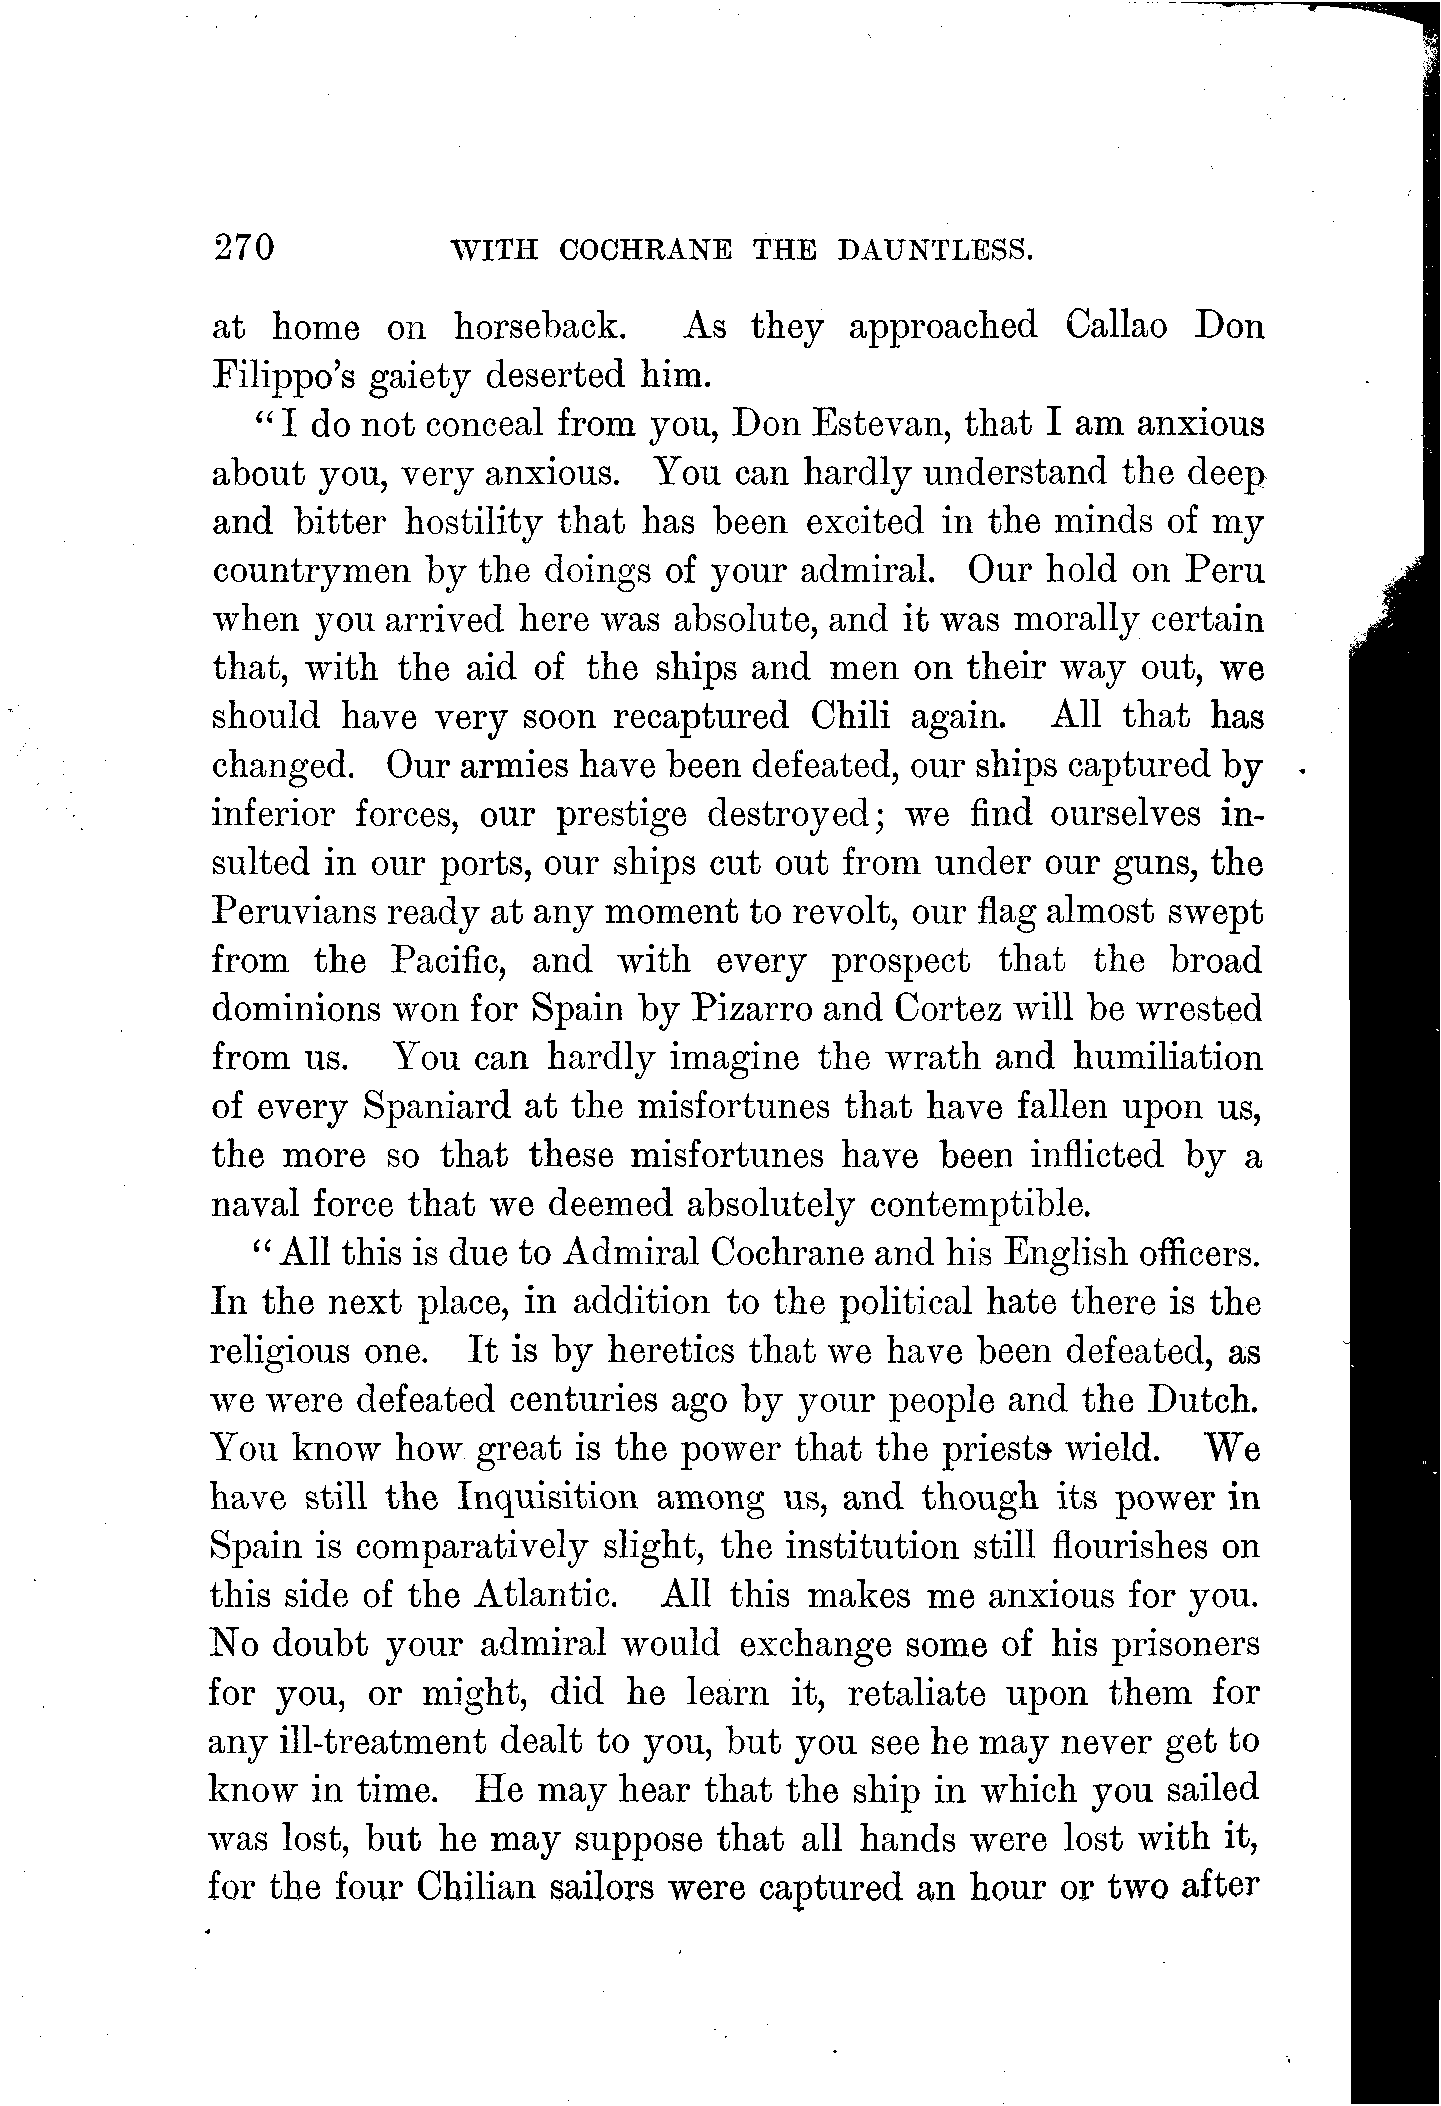 270 WITH COCHRANE THE DAUNTLESS.
at home on horseback. As they approached Callao Don
Filippo's gaiety deserted him.
"I do not conceal from you, Don Estevan, that I am anxious
about you, very anxious. You can hardly understand the deep
and bitter hostility that has been excited in the minds of my
countrymen by the doings of your admiral. Our hold on Peru
when you arrived here was absolute, and it was morally certain
that, with the aid of the ships and men on their way out, we
should have very soon recaptured Chili again. All that has
changed. Our armies have been defeated, our ships captured by
inferior forces, our prestige destroyed; we find ourselves in-
sulted in our ports, our ships cut out from under our guns, the
Peruvians ready at any moment to revolt, our flag almost swept
from the Pacific, and with every prospect that the broad
dominions won for Spain by Pizarro and Cortez will be wrested
from us. You can hardly imagine the wrath and humiliation
of every Spaniard at the misfortunes that have fallen upon us,
the more so that these misfortunes have been inflicted by a
naval force that we deemed absolutely contemptible.
"All this is due to Admiral Cochrane and his English officers.
In the next place, in addition to the political hate there is the
religious one. It is by heretics that we have been defeated, as
we were defeated centuries ago by your people and the Dutch.
You know how great is the power that the priests wield. We
have still the Inquisition among us, and though its power in
Spain is comparatively slight, the institution still flourishes on
this side of the Atlantic. All this makes me anxious for you.
No doubt your admiral would exchange some of his prisoners
for you, or might, did he learn it, retaliate upon them for
any ill-treatment dealt to you, but you see he may never get to
know in time. He may hear that the ship in which you sailed
was lost, but he may suppose that all hands were lost with it,
for the four Chilian sailors were captured an hour or two after